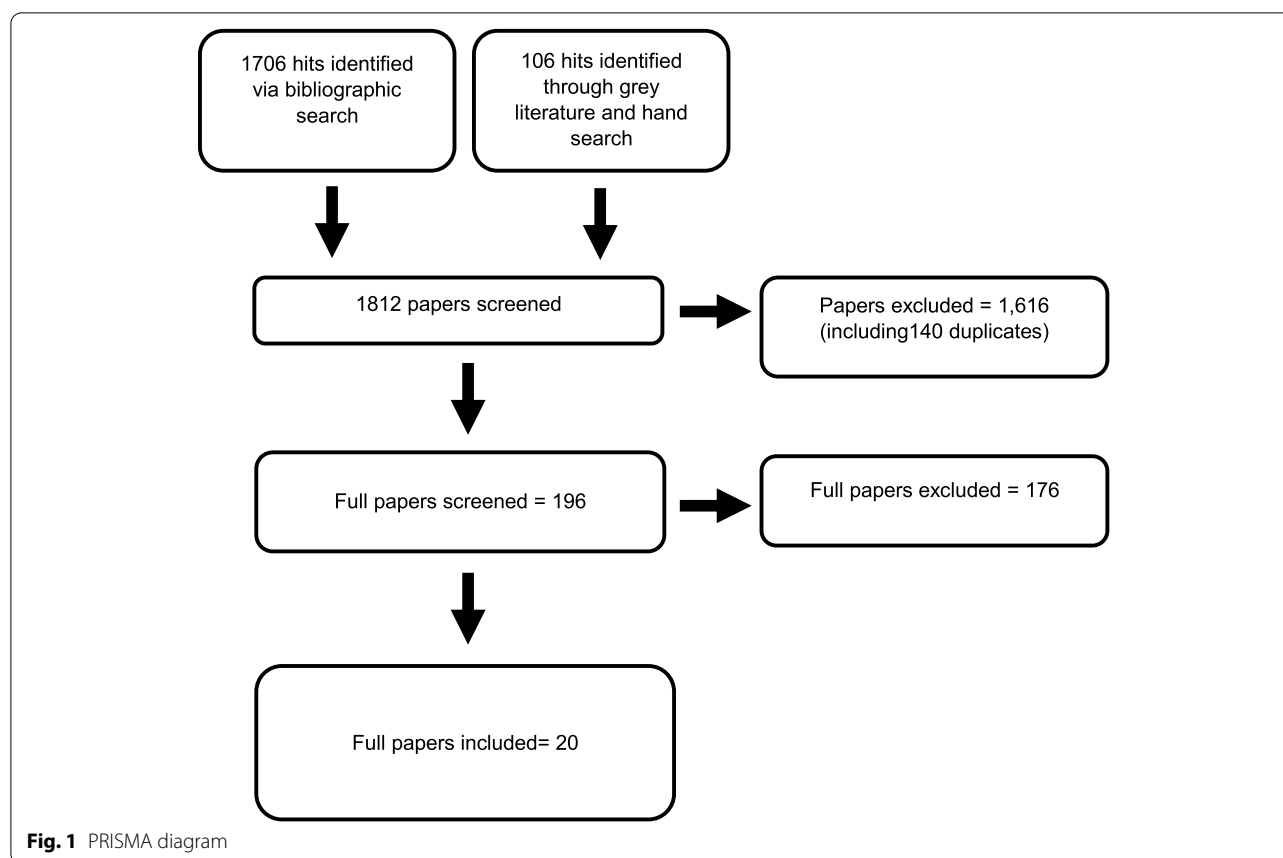 1706 hits identified
via bibliographic
search
106 hits identified
through grey
literature and hand
search
1812 papers screened
Papers excluded = 1,616
(including140 duplicates)
Full papers screened = 196
Full papers excluded = 176
Full papers included= 20
Fig. 1 PRISMA diagram